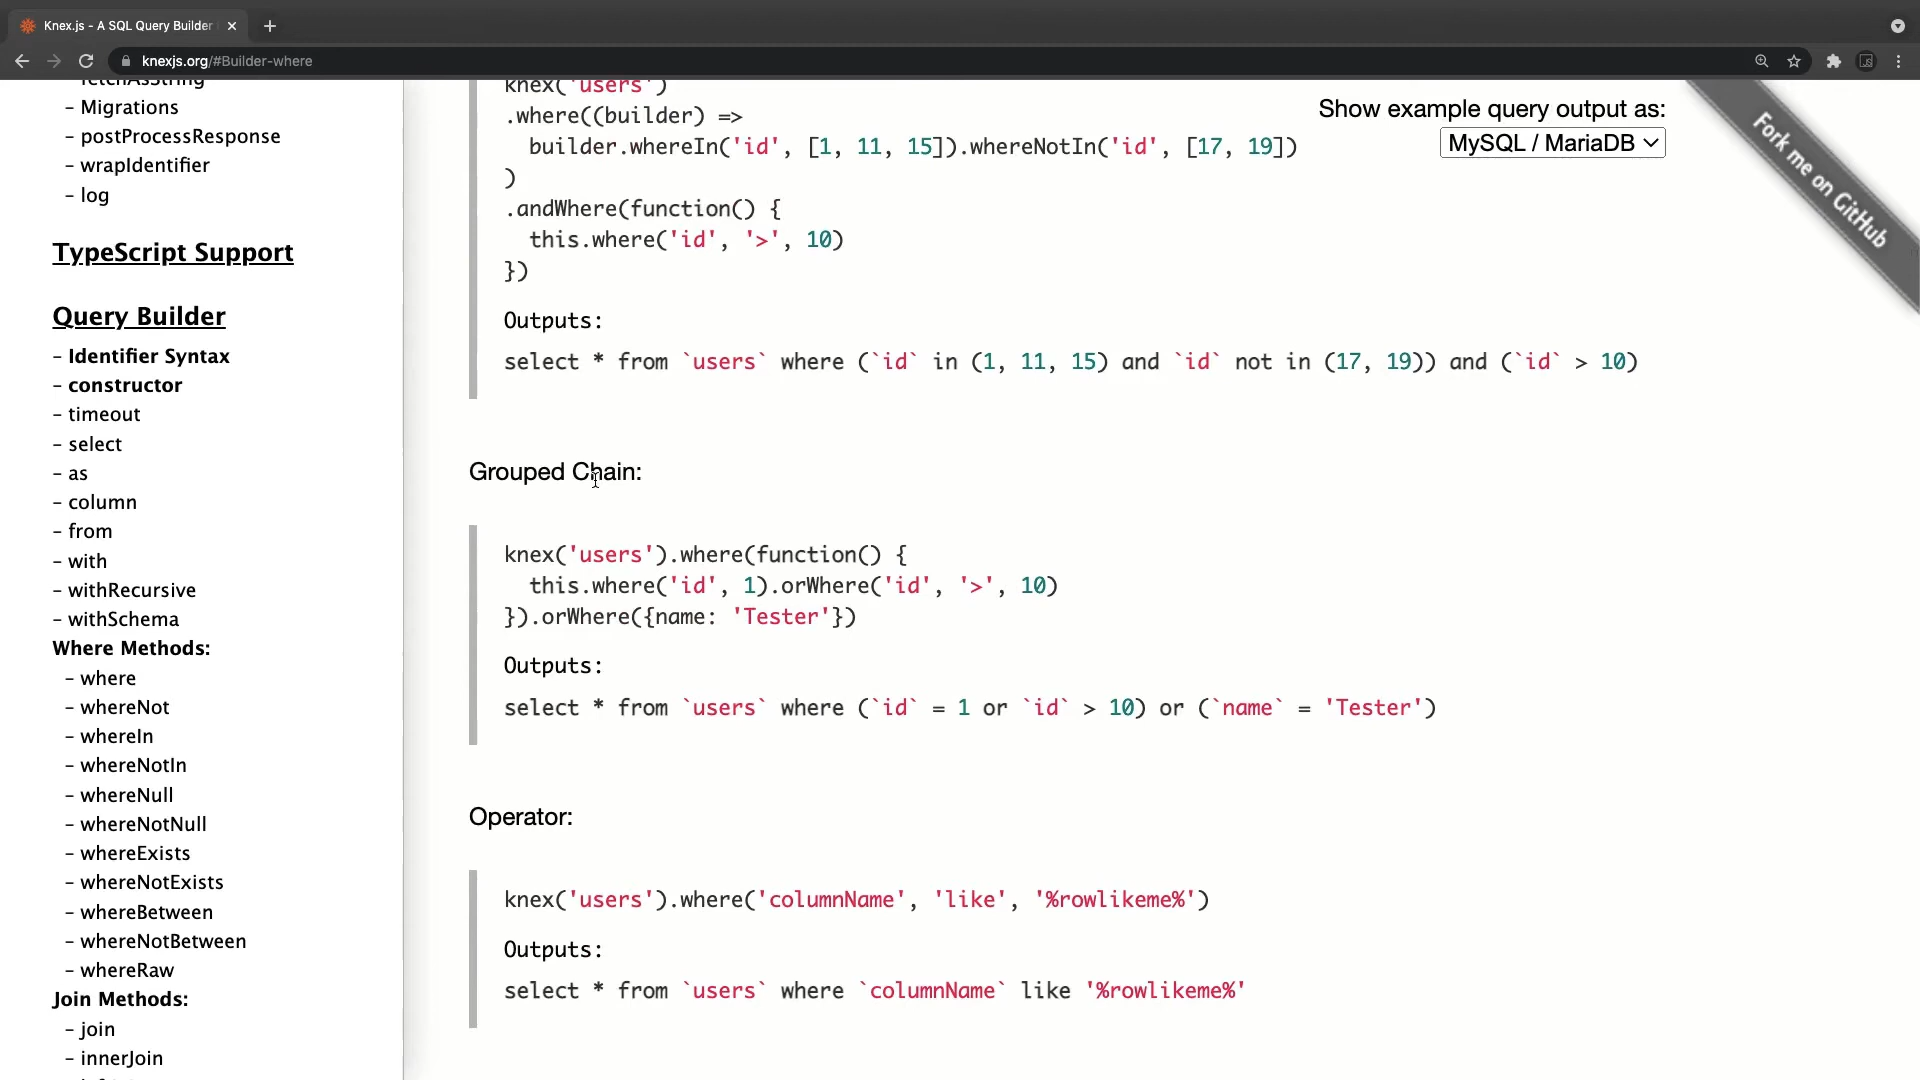 Knex.js - A SQL Query Builder
knexjs.org/#Builder-where
fetchAsString
- Migrations
- postProcessResponse
- wrapIdentifier
- log
TypeScript Support
Query Builder
- Identifier Syntax
- constructor
- timeout
- select
- as
- column
- from
- with
- withRecursive
- withSchema
Where Methods:
- where
- whereNot
- whereIn
- whereNotIn
- whereNull
- whereNotNull
- whereExists
- whereNotExists
- whereBetween
- whereNotBetween
- whereRaw
Join Methods:
- join
- innerJoin
knex('users')
.where((builder) =>
  builder.whereIn('id', [1, 11, 15]).whereNotIn('id', [17, 19])
)
.andWhere(function() {
  this.where('id', '>', 10)
})
Outputs:
select * from `users` where (`id` in (1, 11, 15) and `id` not in (17, 19)) and (`id` > 10)
Grouped Chain:
knex('users').where(function() {
  this.where('id', 1).orWhere('id', '>', 10)
}).orWhere({name: 'Tester'})
Outputs:
select * from `users` where (`id` = 1 or `id` > 10) or (`name` = 'Tester')
Operator:
knex('users').where('columnName', 'like', '%rowlikeme%')
Outputs:
select * from `users` where `columnName` like '%rowlikeme%'
Show example query output as:
MySQL / MariaDB
Fork me on GitHub